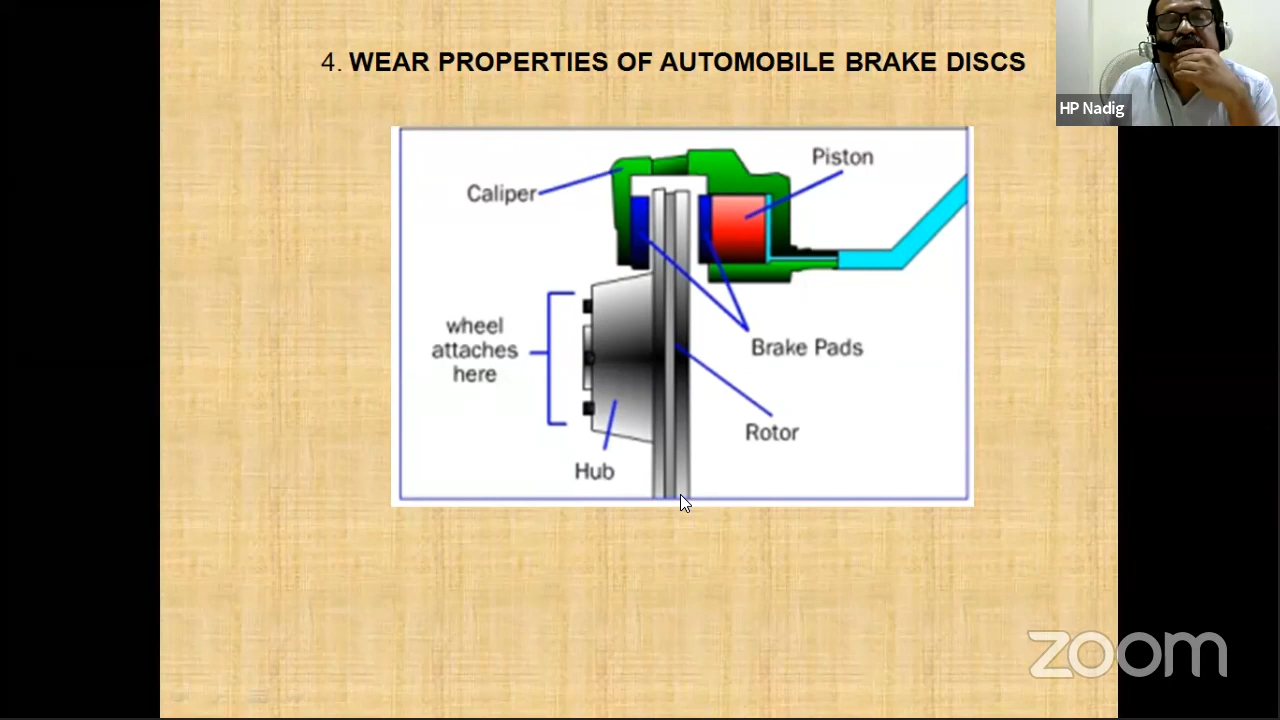 4. WEAR PROPERTIES OF AUTOMOBILE BRAKE DISCS
HP Nadig
Piston
Caliper
wheel
attaches
here
Brake Pads
Rotor
Hub
zoom